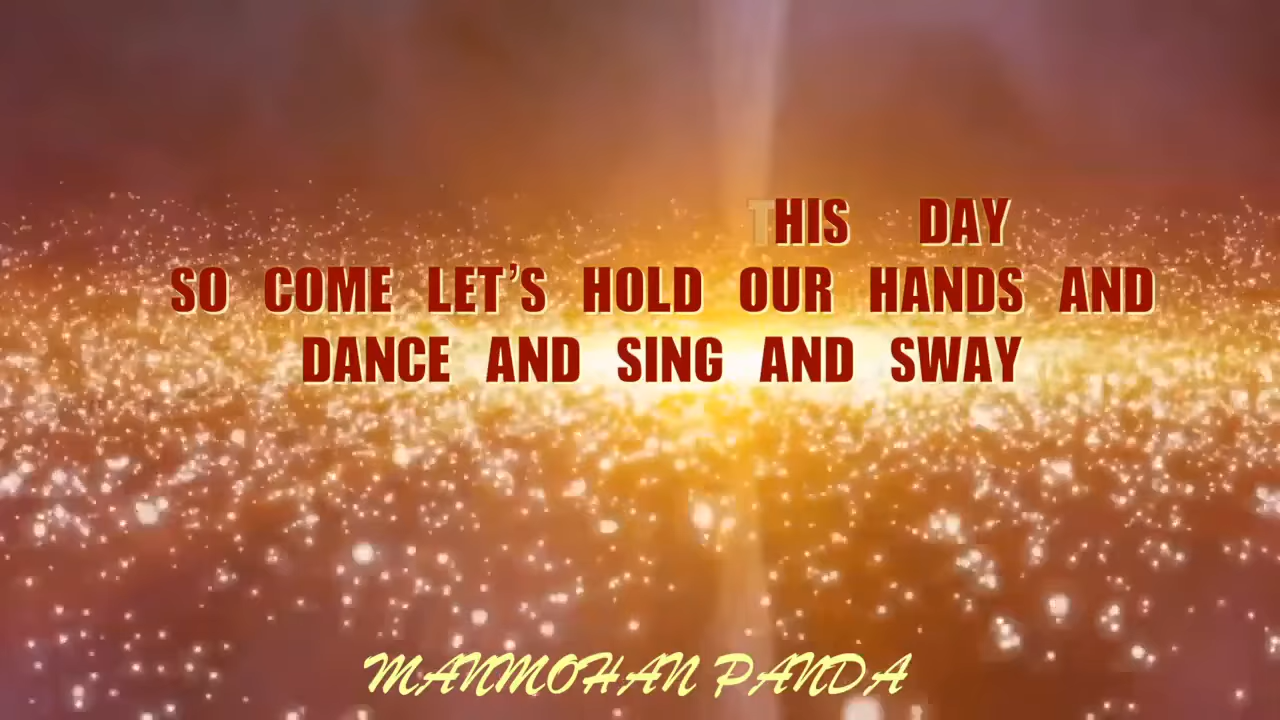 THIS DAY
SO COME LET'S HOLD OUR HANDS AND
DANCE AND SING AND SWAY
MANMOHAN PANDA